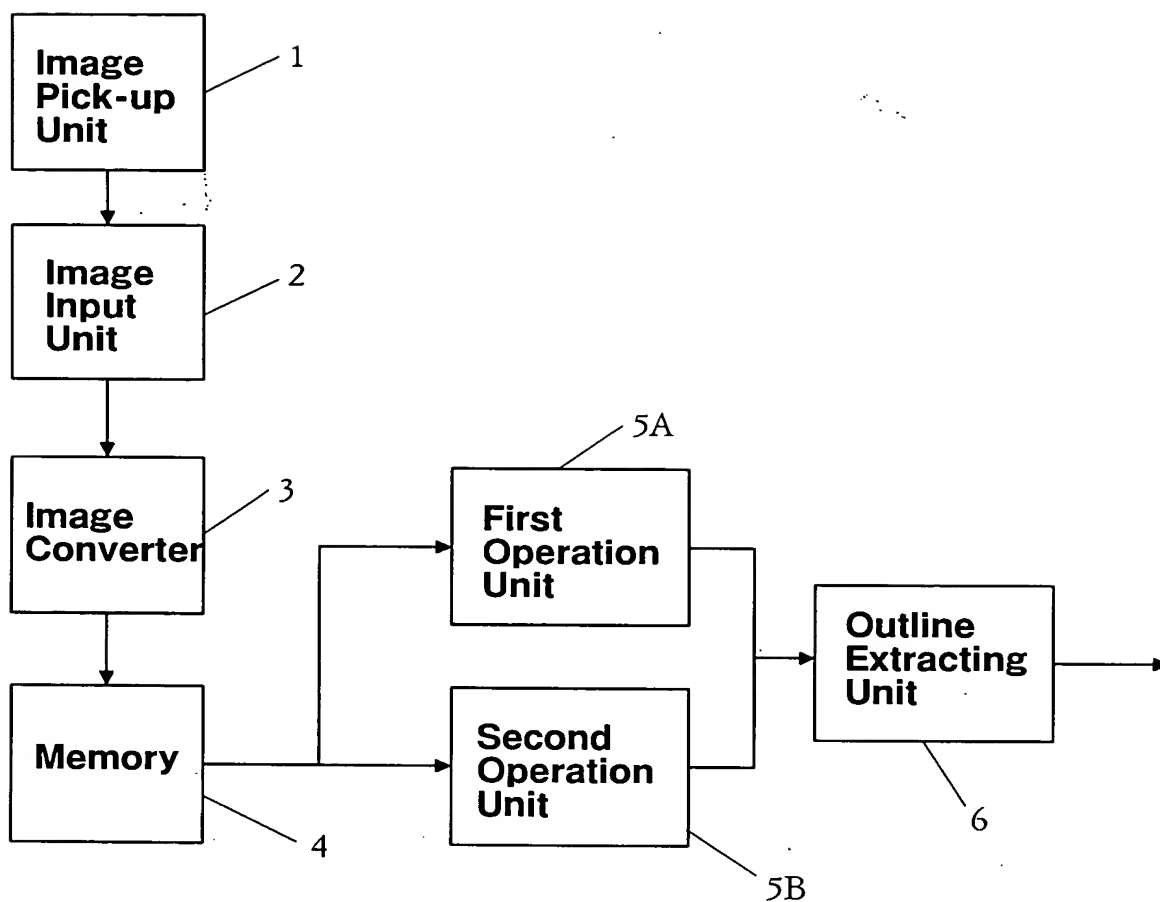 Image
Pick-up
Unit
1
Image
Input
Unit
2
Image
Converter
3
Memory
4
First
Operation
Unit
5A
Second
Operation
Unit
5B
Outline
Extracting
Unit
6